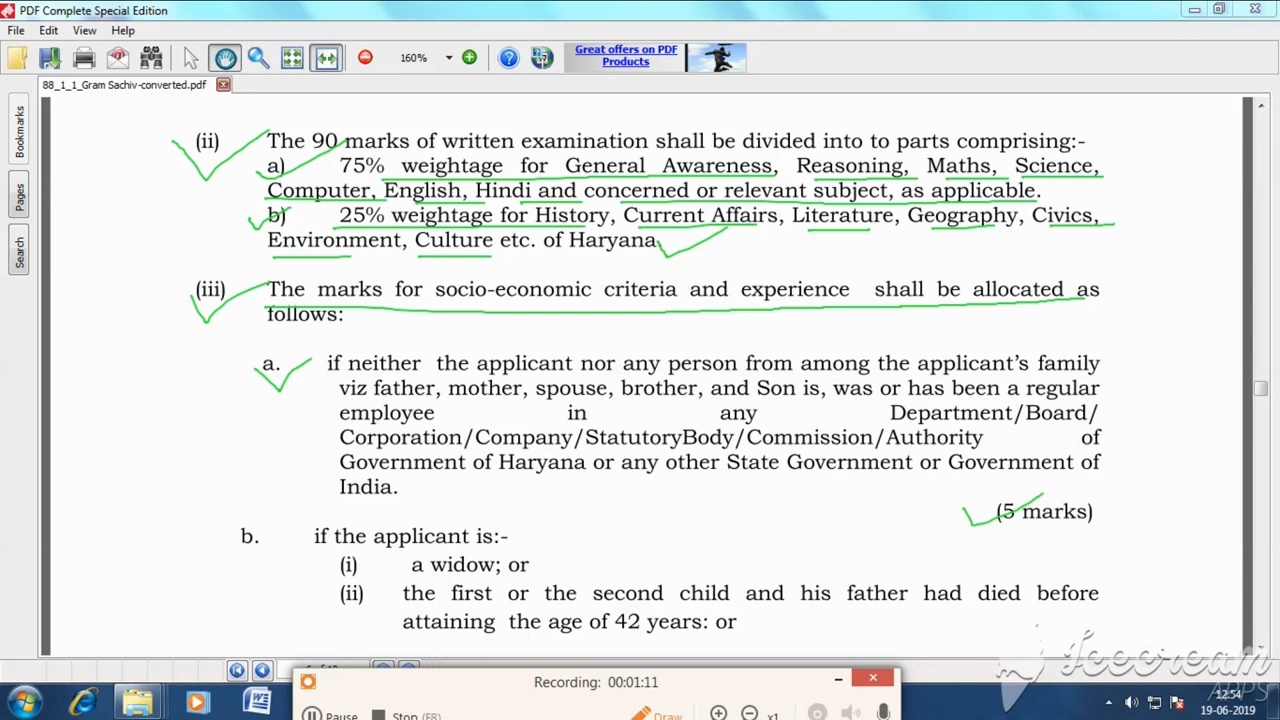 PDF Complete Special Edition
File Edit View Help
160%
Great offers on PDF
Products
88_1_1_Gram Sachiv-converted.pdf
Bookmarks
Pages
Search
(ii) The 90 marks of written examination shall be divided into to parts comprising:-
a) 75% weightage for General Awareness, Reasoning, Maths, Science,
Computer, English, Hindi and concerned or relevant subject, as applicable.
b) 25% weightage for History, Current Affairs, Literature, Geography, Civics,
Environment, Culture etc. of Haryana
(iii) The marks for socio-economic criteria and experience shall be allocated as
follows:
a. if neither the applicant nor any person from among the applicant's family
viz father, mother, spouse, brother, and Son is, was or has been a regular
employee in any Department/Board/
Corporation/Company/StatutoryBody/Commission/Authority of
Government of Haryana or any other State Government or Government of
India.
(5 marks)
b. if the applicant is:-
(i) a widow; or
(ii) the first or the second child and his father had died before
attaining the age of 42 years: or
Icecream
APPS
Recording: 00:01:11
Pause Stop (F8) Draw x1
12:54
19-06-2019